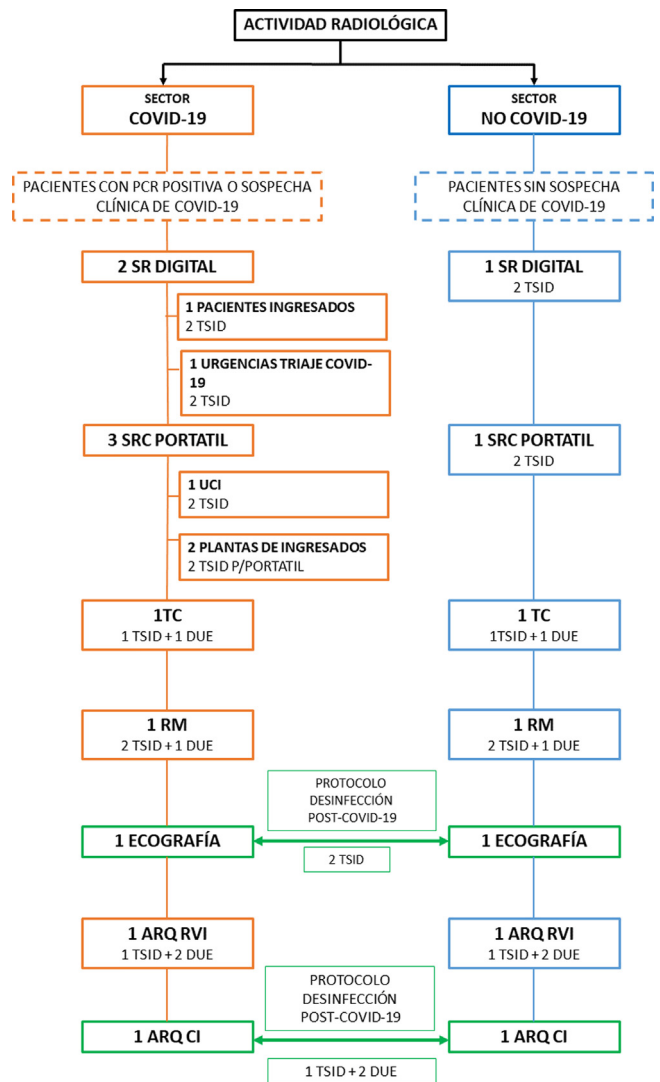 ACTIVIDAD RADIOLÓGICA
SECTOR
COVID-19
SECTOR
NO COVID-19
PACIENTES CON PCR POSITIVA O SOSPECHA
CLÍNICA DE COVID-19
PACIENTES SIN SOSPECHA
CLÍNICA DE COVID-19
2 SR DIGITAL
1 SR DIGITAL
2 TSID
1 PACIENTES INGRESADOS
2 TSID
1 URGENCIAS TRIAJE COVID-
19
2 TSID
3 SRC PORTATIL
1 SRC PORTATIL
2 TSID
1 UCI
2 TSID
2 PLANTAS DE INGRESADOS
2 TSID P/PORTATIL
1TC
1 TSID + 1 DUE
1 TC
1TSID + 1 DUE
1 RM
2 TSID + 1 DUE
1 RM
2 TSID + 1 DUE
PROTOCOLO
DESINFECCIÓN
POST-COVID-19
1 ECOGRAFÍA
1 ECOGRAFÍA
2 TSID
1 ARQ RVI
1 TSID + 2 DUE
1 ARQ RVI
1 TSID + 2 DUE
PROTOCOLO
DESINFECCIÓN
POST-COVID-19
1 ARQ CI
1 ARQ CI
1 TSID + 2 DUE